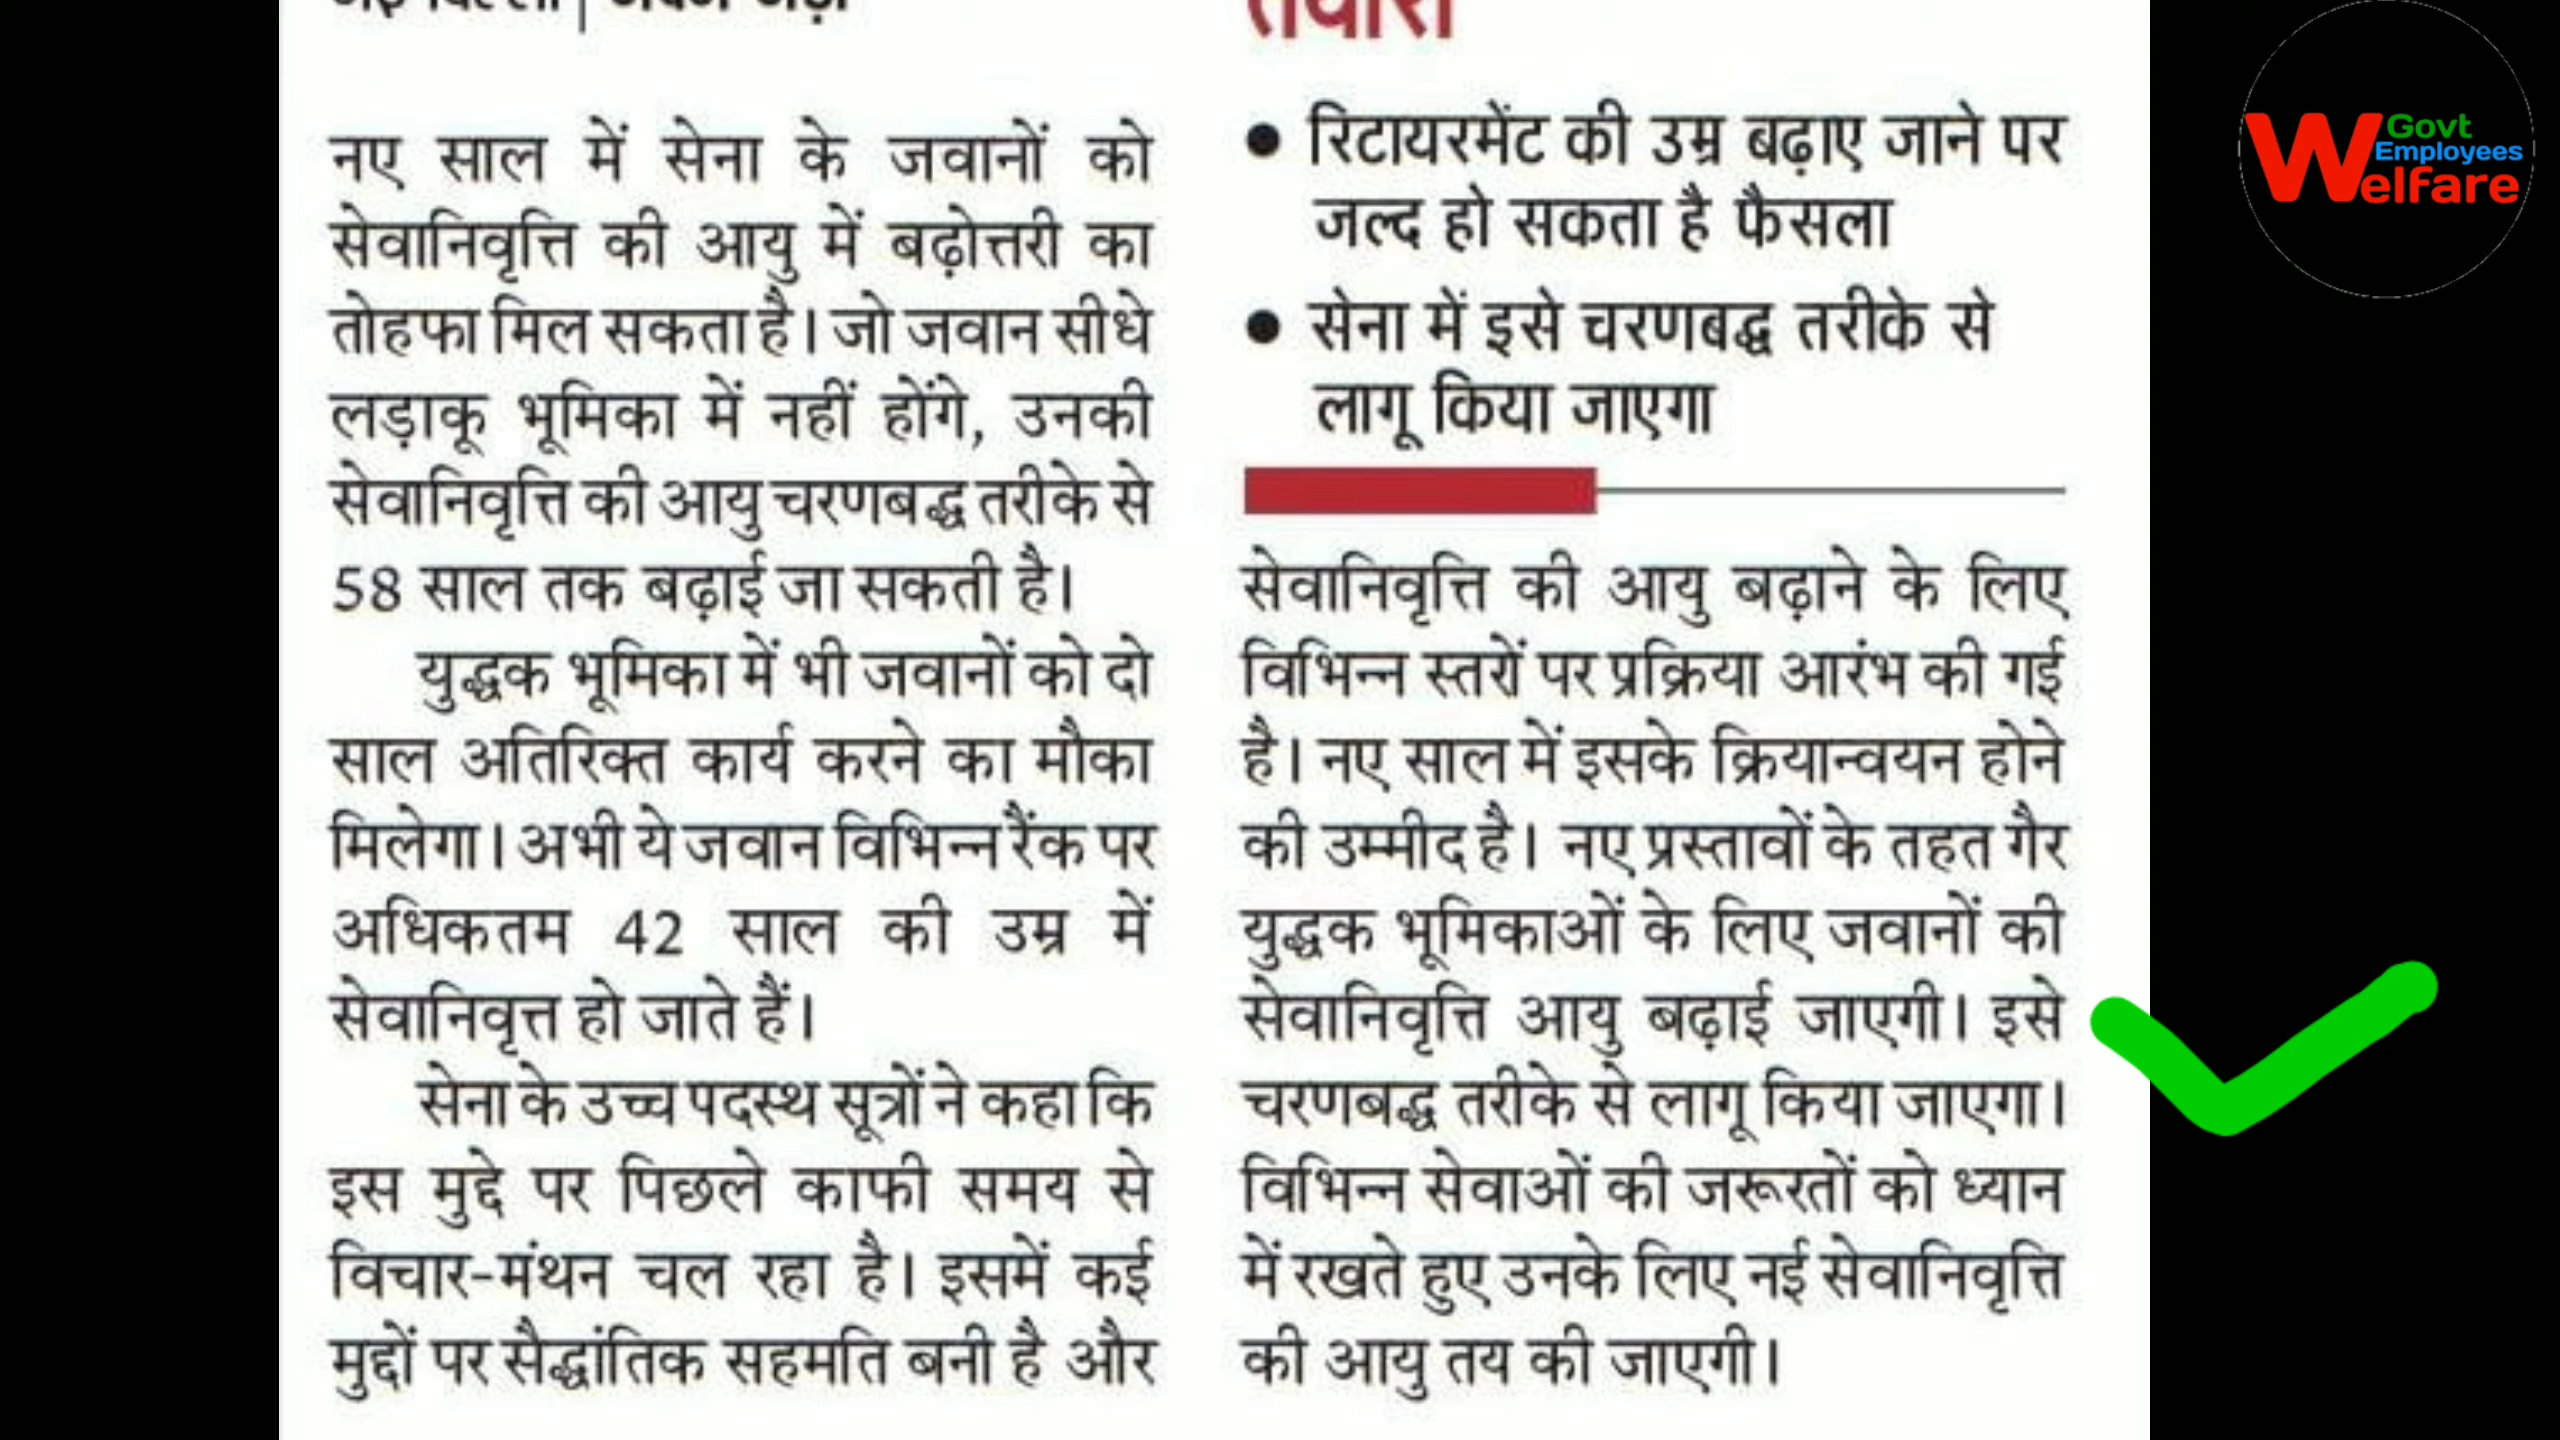 नए साल में सेना के जवानों को
सेवानिवृत्ति की आयु में बढ़ोत्तरी का
तोहफा मिल सकता है। जो जवान सीधे
लड़ाकू भूमिका में नहीं होंगे, उनकी
सेवानिवृत्ति की आयु चरणबद्ध तरीके से
58 साल तक बढ़ाई जा सकती है।
युद्धक भूमिका में भी जवानों को दो
साल अतिरिक्त कार्य करने का मौका
मिलेगा। अभी ये जवान विभिन्न रैंक पर
अधिकतम 42 साल की उम्र में
सेवानिवृत्त हो जाते हैं।
सेना के उच्च पदस्थ सूत्रों ने कहा कि
इस मुद्दे पर पिछले काफी समय से
विचार-मंथन चल रहा है। इसमें कई
मुद्दों पर सैद्धांतिक सहमति बनी है और
तैयारी
● रिटायरमेंट की उम्र बढ़ाए जाने पर
जल्द हो सकता है फैसला
● सेना में इसे चरणबद्ध तरीके से
लागू किया जाएगा
सेवानिवृत्ति की आयु बढ़ाने के लिए
विभिन्न स्तरों पर प्रक्रिया आरंभ की गई
है। नए साल में इसके क्रियान्वयन होने
की उम्मीद है। नए प्रस्तावों के तहत गैर
युद्धक भूमिकाओं के लिए जवानों की
सेवानिवृत्ति आयु बढ़ाई जाएगी। इसे
चरणबद्ध तरीके से लागू किया जाएगा।
विभिन्न सेवाओं की जरूरतों को ध्यान
में रखते हुए उनके लिए नई सेवानिवृत्ति
की आयु तय की जाएगी।
Govt
Employees
Welfare